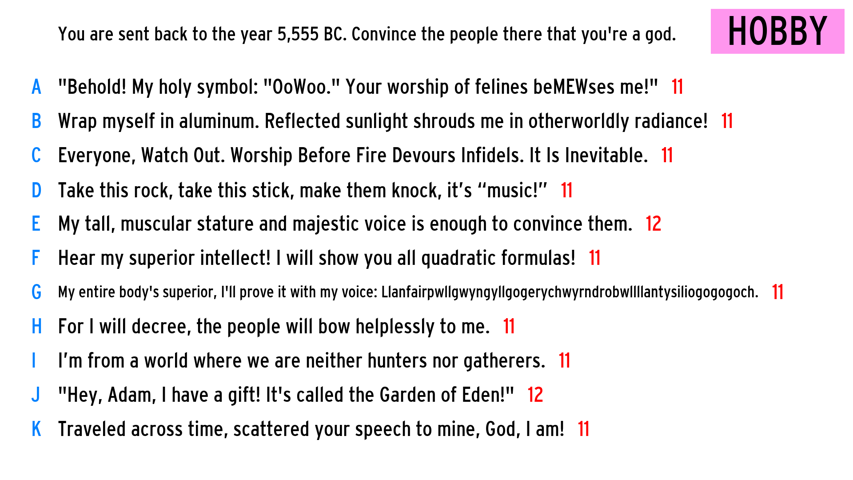 You are sent back to the year 5,555 BC. Convince the people there that you're a god.
HOBBY
A "Behold! My holy symbol: "OoWoo." Your worship of felines beMEWses me!" 11
B Wrap myself in aluminum. Reflected sunlight shrouds me in otherworldly radiance! 11
C Everyone, Watch Out. Worship Before Fire Devours Infidels. It Is Inevitable. 11
D Take this rock, take this stick, make them knock, it’s “music!” 11
E My tall, muscular stature and majestic voice is enough to convince them. 12
F Hear my superior intellect! I will show you all quadratic formulas! 11
G My entire body's superior, I'll prove it with my voice: Llanfairpwllgwyngyllgogerychwyrndrobwllllantysiliogogogoch. 11
H For I will decree, the people will bow helplessly to me. 11
I I’m from a world where we are neither hunters nor gatherers. 11
J "Hey, Adam, I have a gift! It's called the Garden of Eden!" 12
K Traveled across time, scattered your speech to mine, God, I am! 11